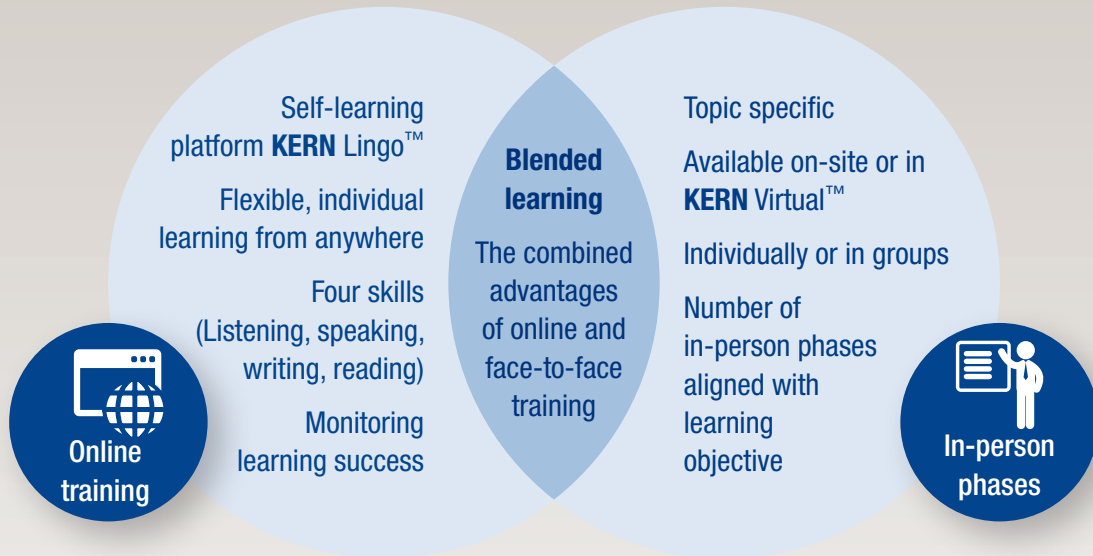 Self-learning
platform KERN Lingo™
Flexible, individual
learning from anywhere
Four skills
(Listening, speaking,
writing, reading)
Monitoring
learning success
Online
training
Blended
learning
The combined
advantages
of online and
face-to-face
training
Topic specific
Available on-site or in
KERN Virtual™
Individually or in groups
Number of
in-person phases
aligned with
learning
objective
In-person
phases